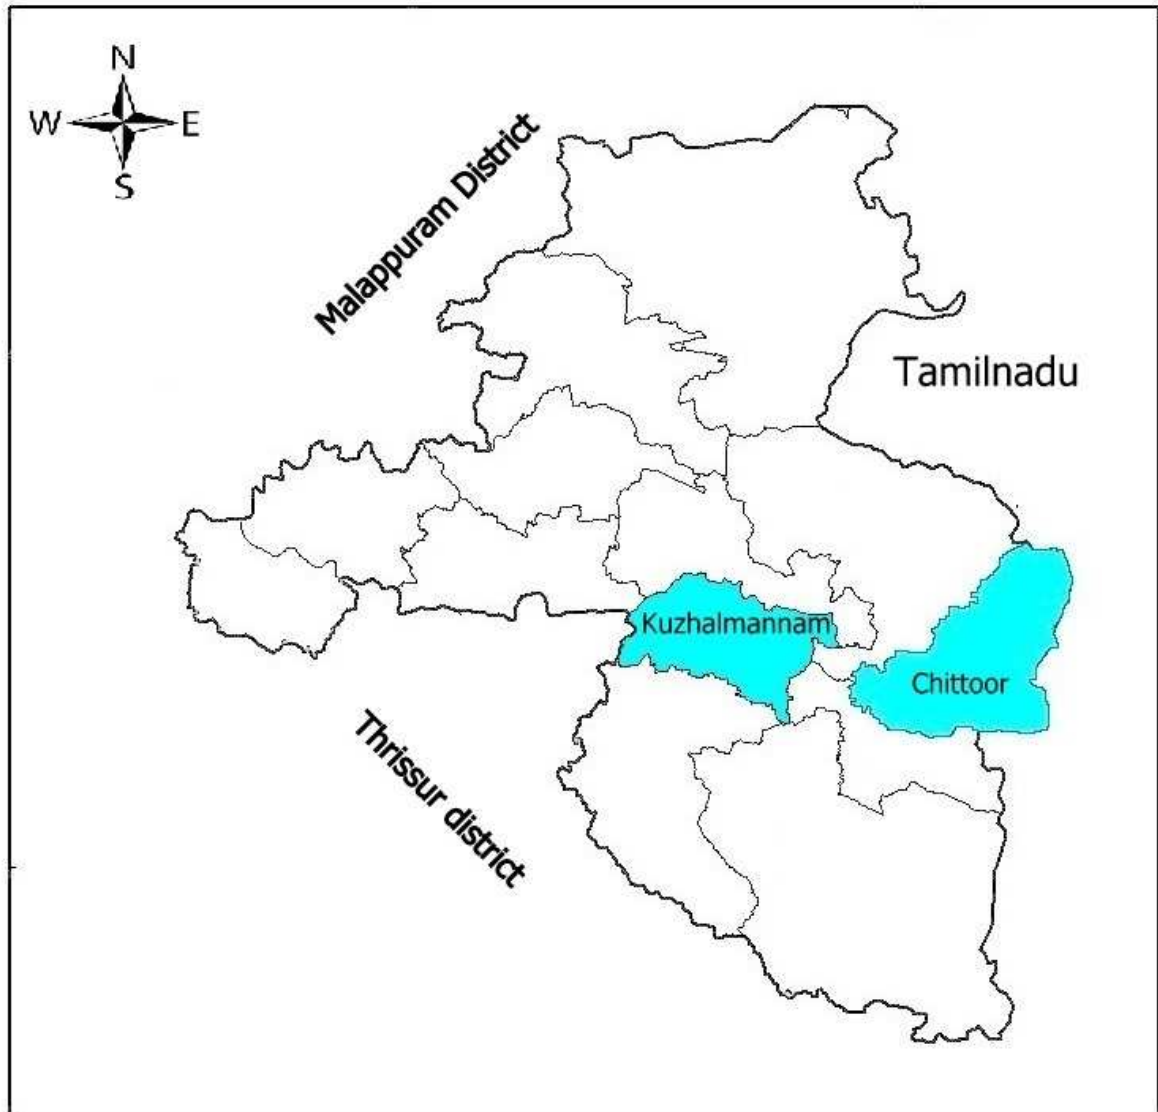 N
W E
S
Malappuram District
Tamilnadu
Kuzhalmannam
Chittoor
Thrissur district